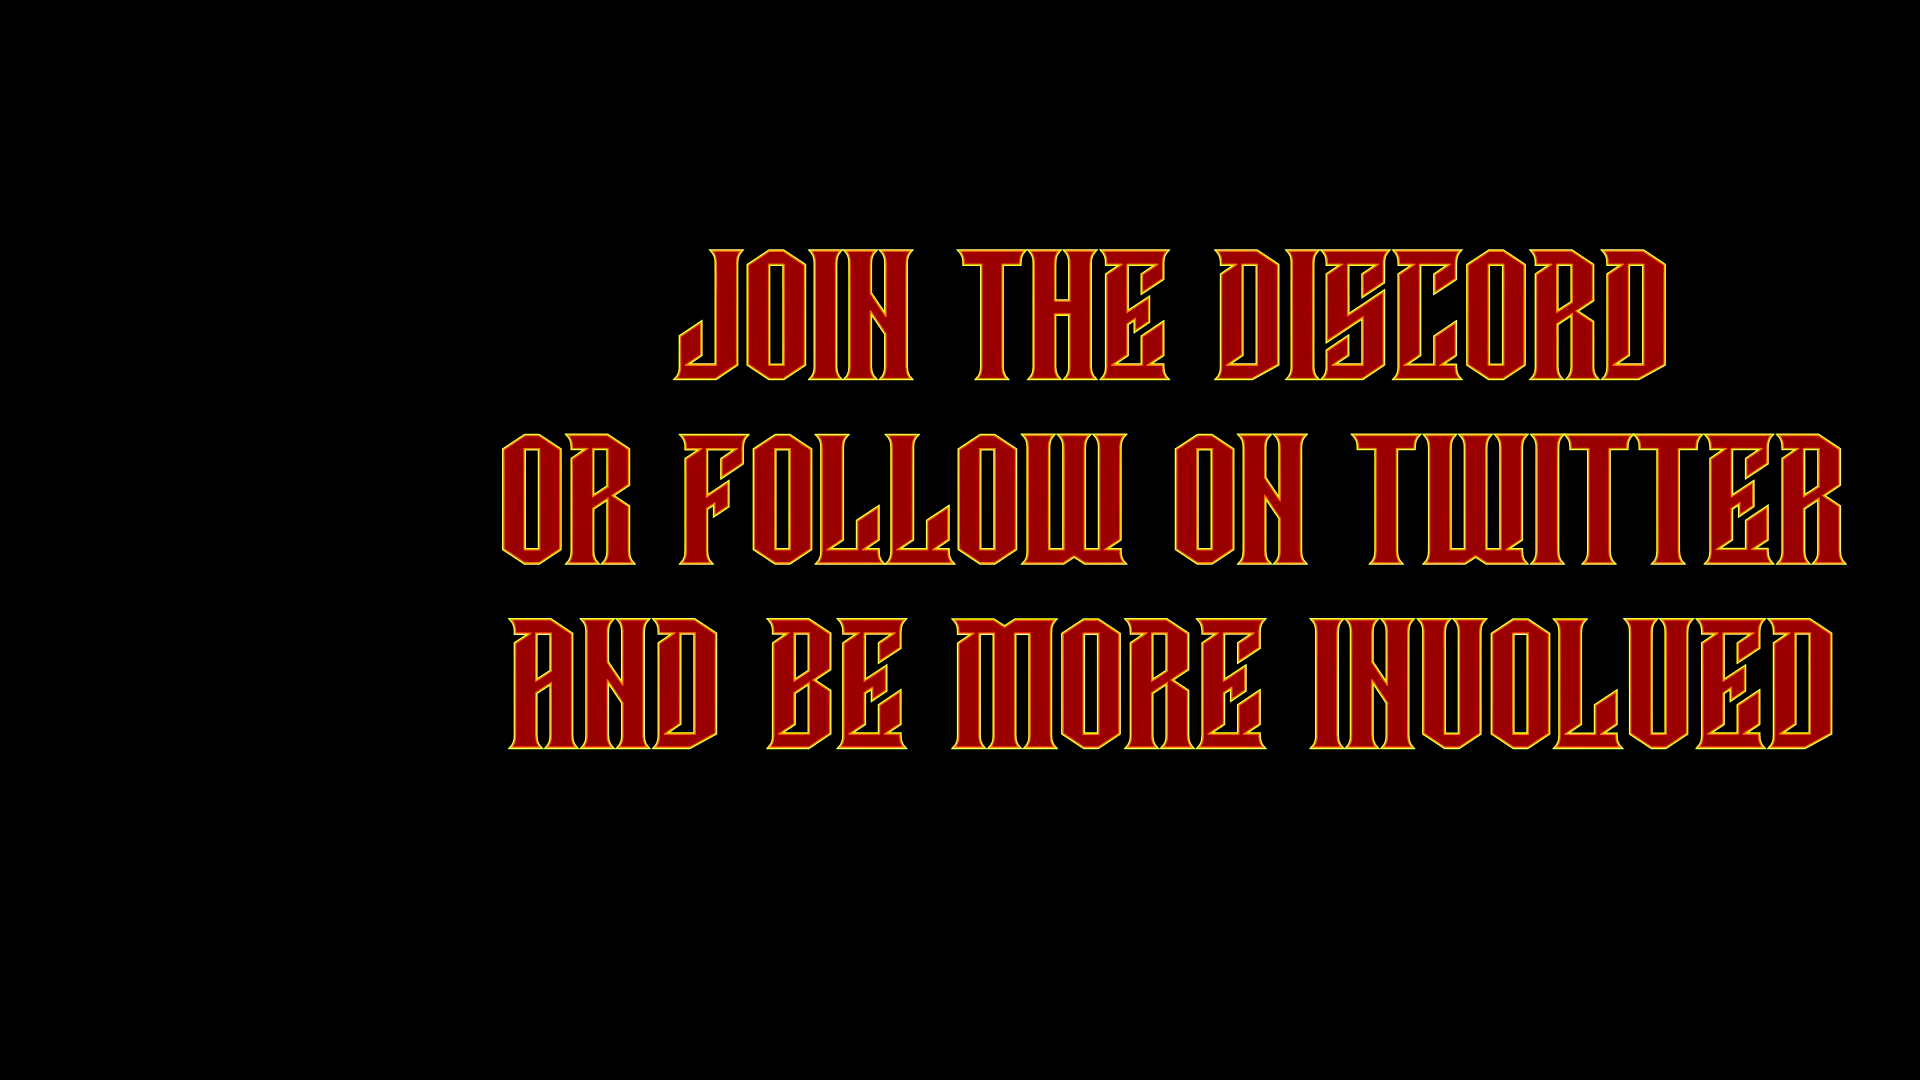 JOIN THE DISCORD
OR FOLLOW ON TWITTER
AND BE MORE INVOLVED